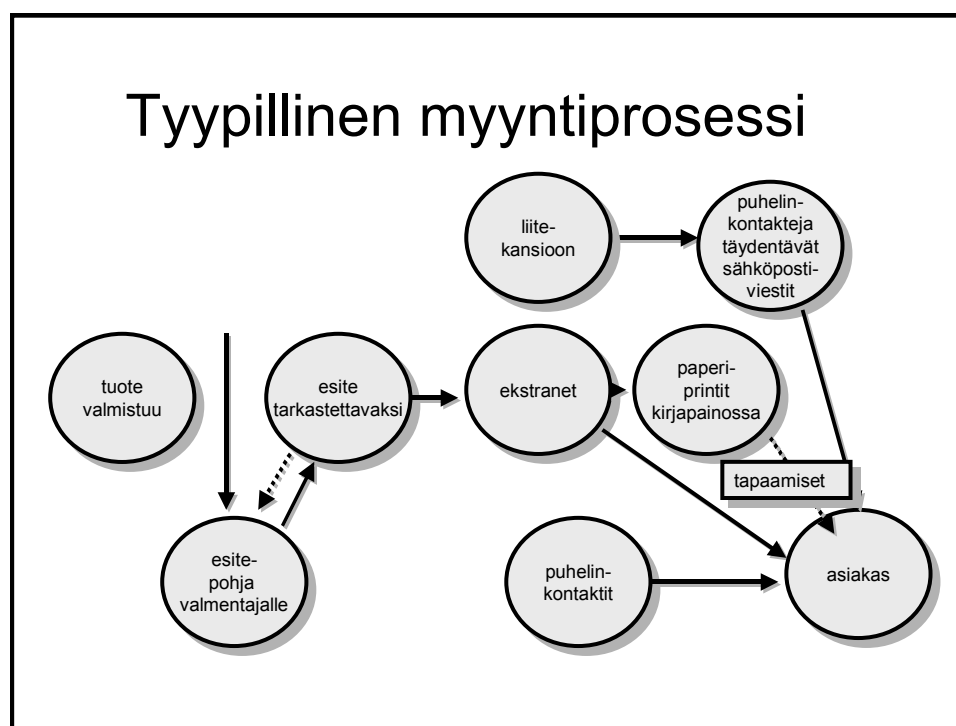 Tyypillinen myyntiprosessi
liite-
kansioon
puhelin-
kontakteja
täydentävät
sähköposti-
viestit
tuote
valmistuu
esite
tarkastettavaksi
ekstranet
paperi-
printit
kirjapainossa
tapaamiset
esite-
pohja
valmentajalle
puhelin-
kontaktit
asiakas